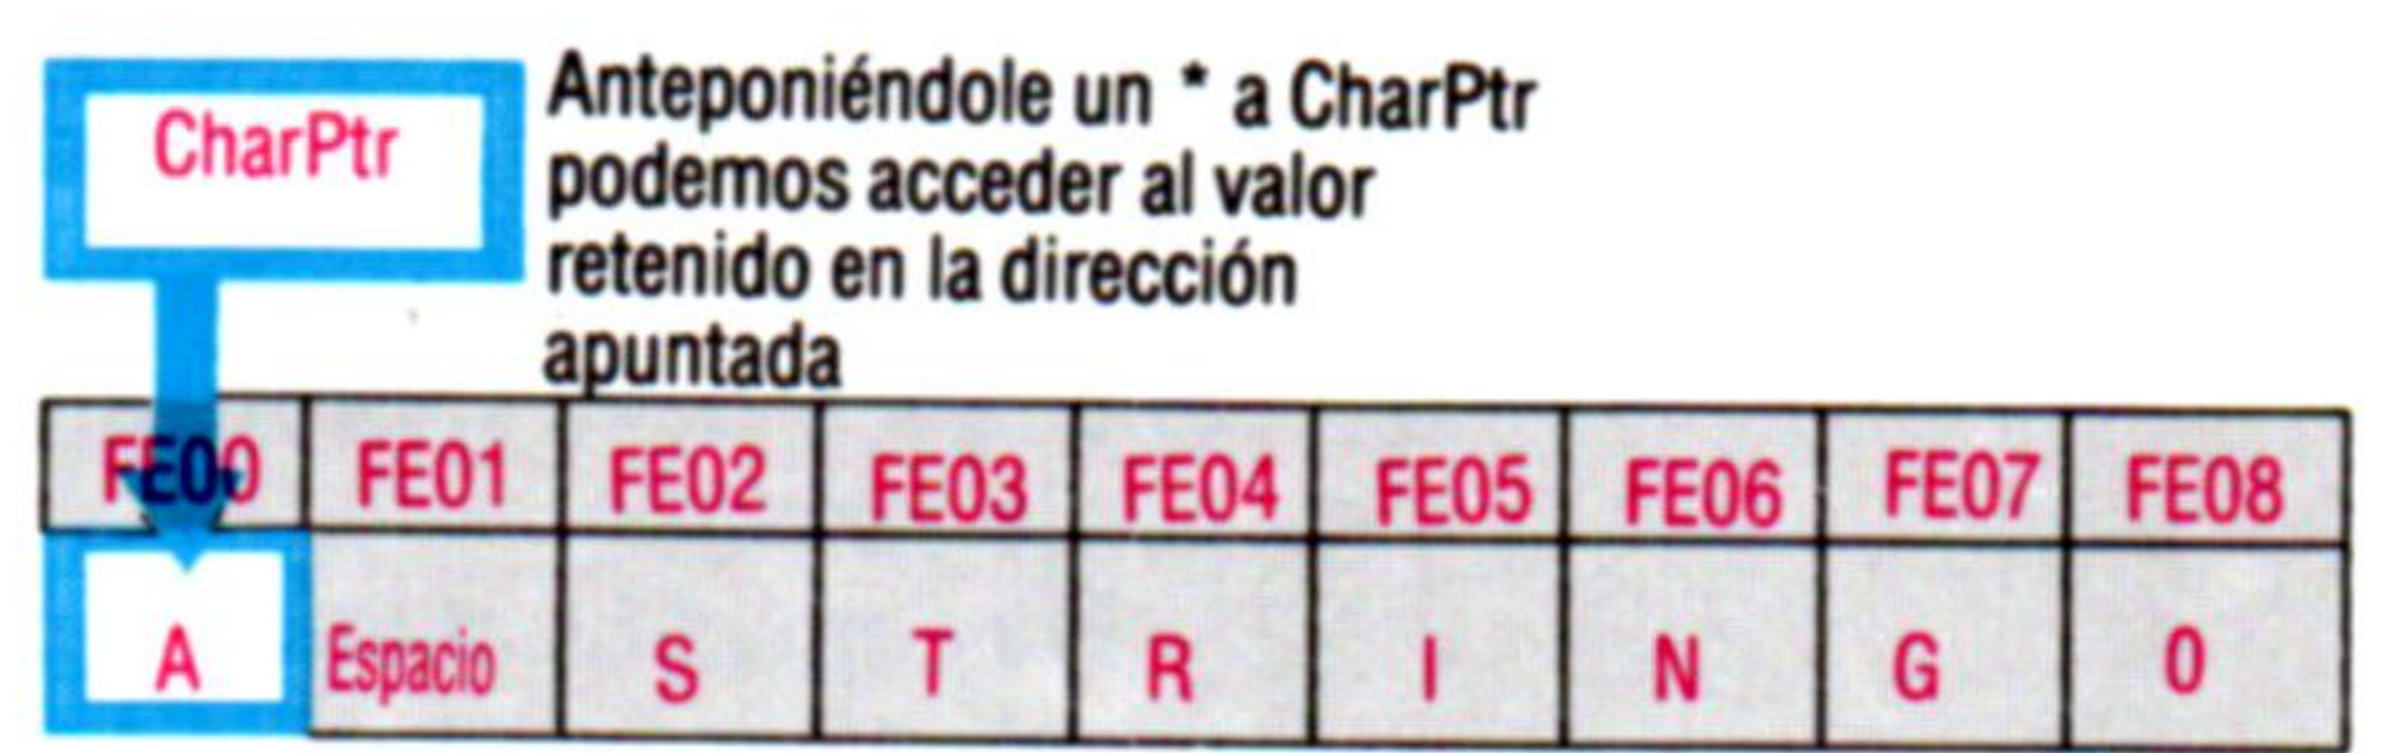 CharPtr
Anteponiéndole un * a CharPtr
podemos acceder al valor
retenido en la dirección
apuntada
FE00 FE01 FE02 FE03 FE04 FE05 FE06 FE07 FE08
A Espacio S T R I N G 0